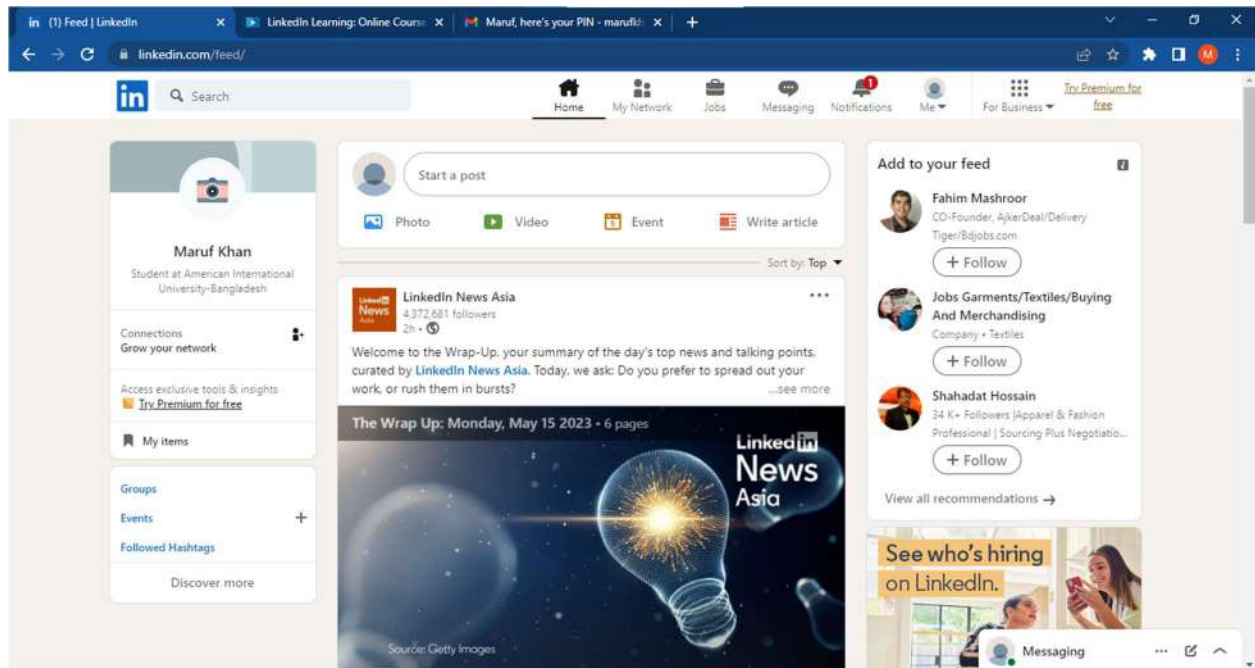 (1) Feed | LinkedIn
LinkedIn Learning: Online Course
Maruf, here's your PIN - marufkh
linkedin.com/feed/
M
in
Search
Home
My Network
Jobs
Messaging
1
Notifications
Me
For Business
Try Premium for
free
Maruf Khan
Student at American International
University-Bangladesh
Connections
Grow your network
Access exclusive tools & insights
Try Premium for free
My items
Groups
Events
Followed Hashtags
Discover more
Start a post
Photo
Video
Event
Write article
Sort by: Top
LinkedIn
News
Asia
LinkedIn News Asia
4,372,681 followers
2h •
Welcome to the Wrap-Up, your summary of the day's top news and talking points,
curated by LinkedIn News Asia. Today, we ask: Do you prefer to spread out your
work, or rush them in bursts?
...see more
The Wrap Up: Monday, May 15 2023 • 6 pages
Linkedin
News
Asia
Source: Getty Images
Add to your feed
Fahim Mashroor
CO-Founder, AjkerDeal/Delivery
Tiger/Bdjobs.com
+ Follow
Jobs Garments/Textiles/Buying
And Merchandising
Company • Textiles
+ Follow
Shahadat Hossain
34 K+ Followers |Apparel & Fashion
Professional | Sourcing Plus Negotiatio...
+ Follow
View all recommendations →
See who's hiring
on LinkedIn.
Messaging